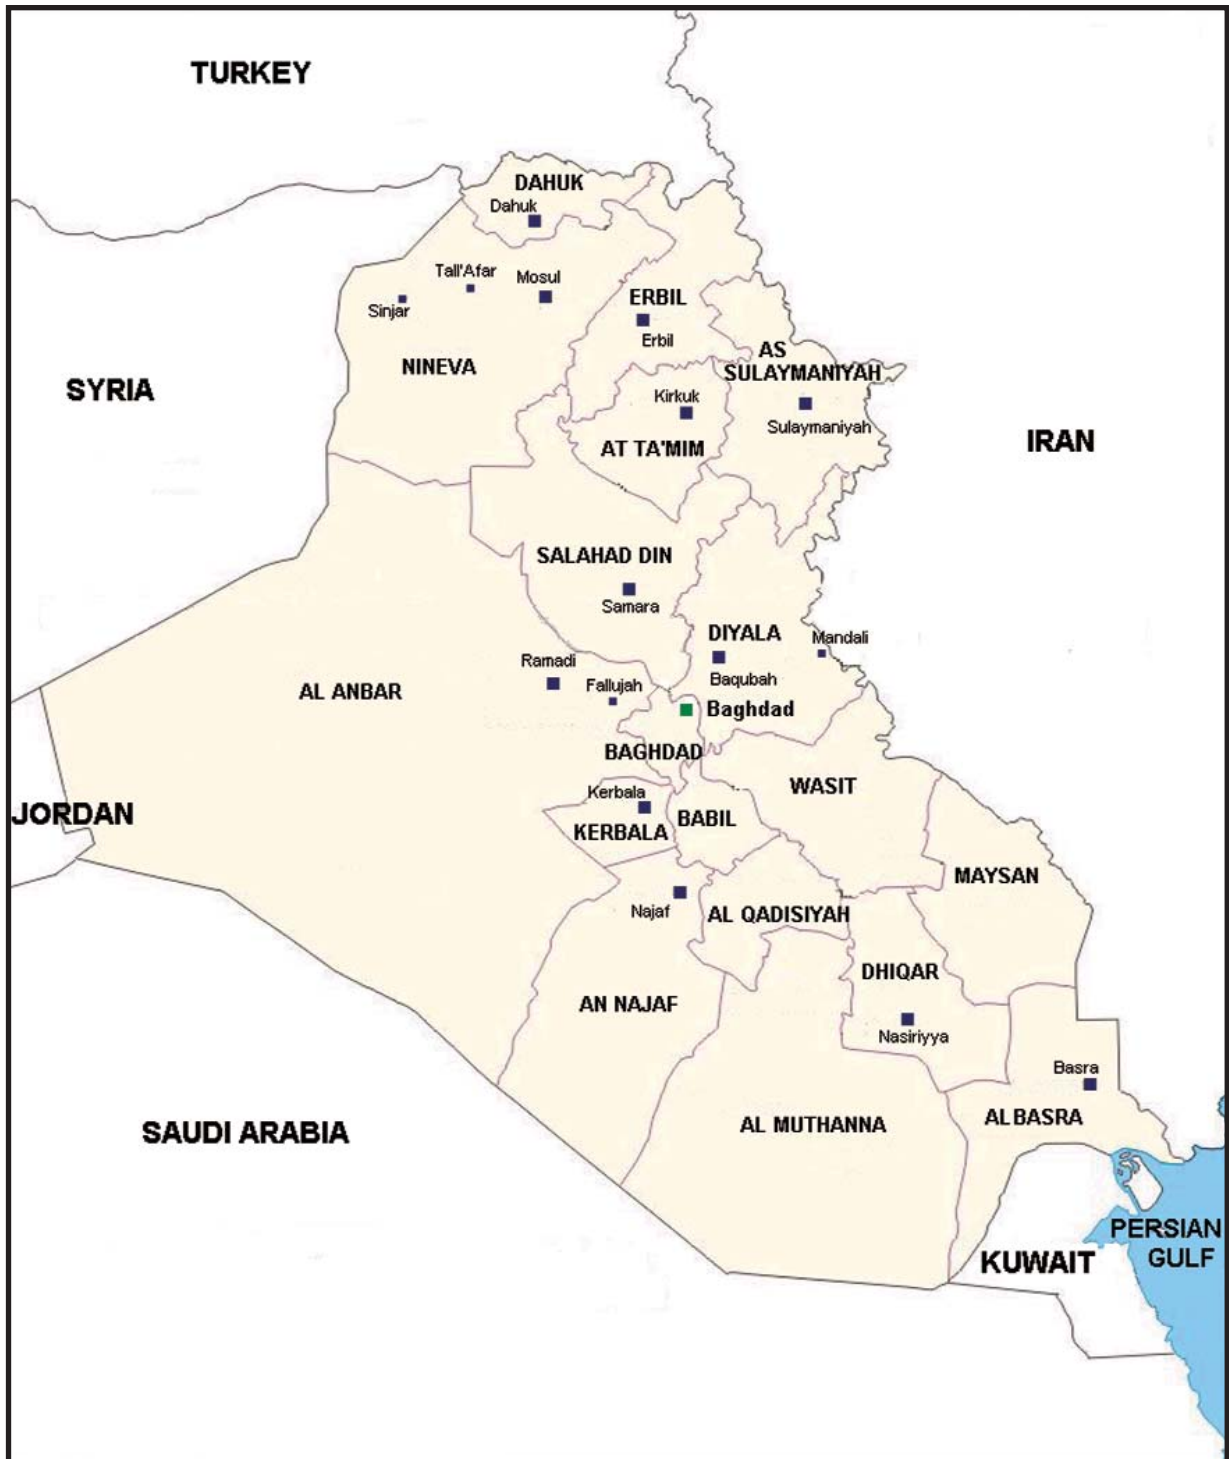 TURKEY
DAHUK
Dahuk
Tall'Afar
Mosul
Sinjar
ERBIL
Erbil
NINEVA
AS
SULAYMANIYAH
SYRIA
Kirkuk
Sulaymaniyah
AT TA'MIM
IRAN
SALAHAD DIN
Samara
DIYALA
Mandali
Ramadi
Baqubah
Fallujah
AL ANBAR
Baghdad
BAGHDAD
WASIT
Kerbala
JORDAN
BABIL
KERBALA
MAYSAN
Najaf
AL QADISIYAH
DHIQAR
AN NAJAF
Nasiriyya
Basra
ALBASRA
AL MUTHANNA
SAUDI ARABIA
PERSIAN
GULF
KUWAIT